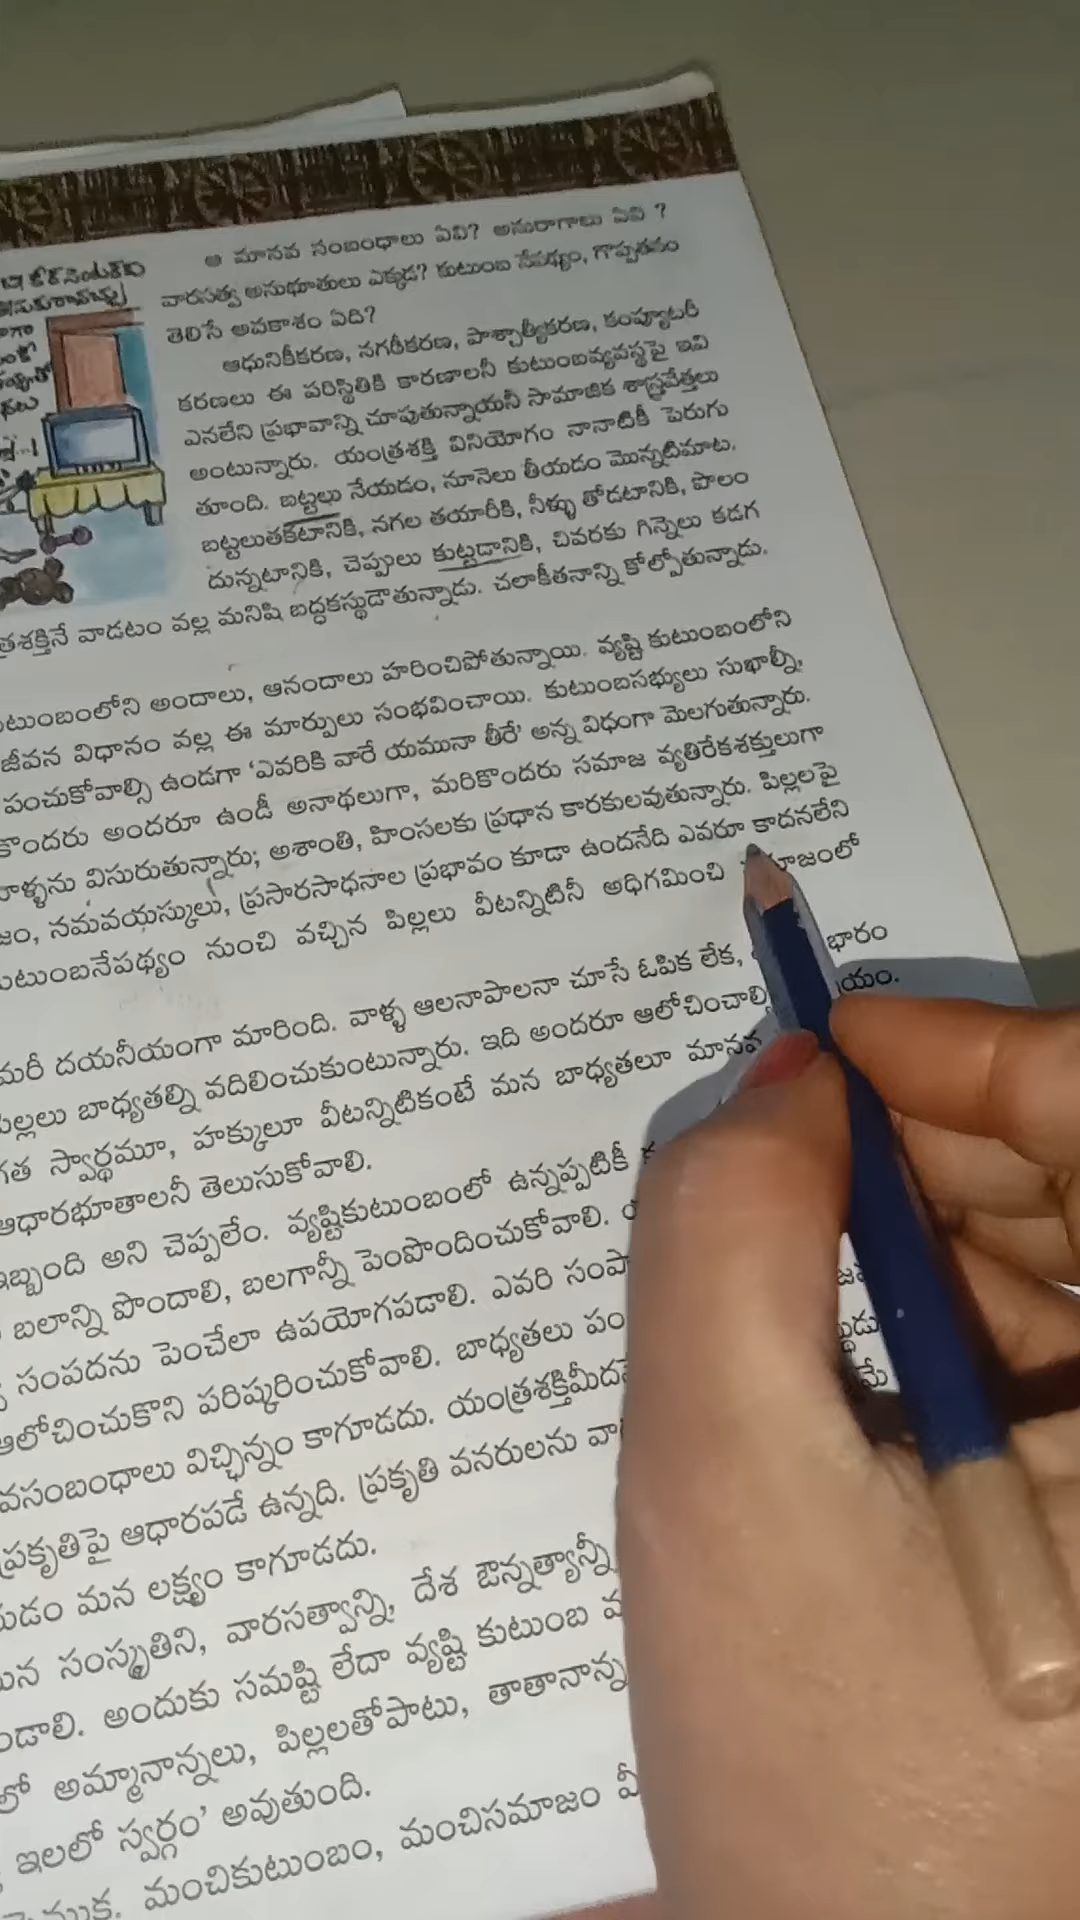 ఆ మానవ సంబంధాలు ఏవి? అనురాగాలు ఏవి ?
వారసత్వ అనుభూతులు ఎక్కడ? కుటుంబ నేపథ్యం, గొప్పతనం
తెలిసే అవకాశం ఏది?
ఆధునికీకరణ, నగరీకరణ, పాశ్చాత్యీకరణ, కంప్యూటరీ
కరణలు ఈ పరిస్థితికి కారణాలనీ కుటుంబవ్యవస్థపై ఇవి
ఎనలేని ప్రభావాన్ని చూపుతున్నాయనీ సామాజిక శాస్త్రవేత్తలు
అంటున్నారు. యంత్రశక్తి వినియోగం నానాటికీ పెరుగు
తూంది. బట్టలు నేయడం, నూనెలు తీయడం మొన్నటిమాట.
బట్టలుతకటానికి, నగల తయారీకి, నీళ్ళు తోడటానికి, పొలం
దున్నటానికి, చెప్పులు కుట్టడానికి, చివరకు గిన్నెలు కడగ
త్రశక్తినే వాడటం వల్ల మనిషి బద్ధకస్థుడౌతున్నాడు. చలాకీతనాన్ని కోల్పోతున్నాడు.
టుంబంలోని అందాలు, ఆనందాలు హరించిపోతున్నాయి. వ్యష్టి కుటుంబంలోని
జీవన విధానం వల్ల ఈ మార్పులు సంభవించాయి. కుటుంబసభ్యులు సుఖాల్నీ,
పంచుకోవాల్సి ఉండగా ‘ఎవరికి వారే యమునా తీరే’ అన్న విధంగా మెలగుతున్నారు.
కొందరు అందరూ ఉండీ అనాథలుగా, మరికొందరు సమాజ వ్యతిరేకశక్తులుగా
వాళ్ళను విసురుతున్నారు; అశాంతి, హింసలకు ప్రధాన కారకులవుతున్నారు. పిల్లలపై
జం, సమవయస్కులు, ప్రసారసాధనాల ప్రభావం కూడా ఉందనేది ఎవరూ కాదనలేని
టుంబనేపథ్యం నుంచి వచ్చిన పిల్లలు వీటన్నిటినీ అధిగమించి మాజంలో
మరీ దయనీయంగా మారింది. వాళ్ళ ఆలనాపాలనా చూసే ఓపిక లేక, భారం
పిల్లలు బాధ్యతల్ని వదిలించుకుంటున్నారు. ఇది అందరూ ఆలోచించాల్సి యం.
గత స్వార్థమూ, హక్కులూ వీటన్నిటికంటే మన బాధ్యతలూ మానవ
ఆధారభూతాలనీ తెలుసుకోవాలి.
ఇబ్బంది అని చెప్పలేం. వ్యష్టికుటుంబంలో ఉన్నప్పటికీ
బలాన్ని పొందాలి, బలగాన్నీ పెంపొందించుకోవాలి.
సంపదను పెంచేలా ఉపయోగపడాలి. ఎవరి సంపా
ఆలోచించుకొని పరిష్కరించుకోవాలి. బాధ్యతలు పం
వసంబంధాలు విచ్ఛిన్నం కాగూడదు. యంత్రశక్తిమీద
ప్రకృతిపై ఆధారపడే ఉన్నది. ప్రకృతి వనరులను వా
యడం మన లక్ష్యం కాగూడదు.
మన సంస్కృతిని, వారసత్వాన్ని, దేశ ఔన్నత్యాన్నీ
ండాలి. అందుకు సమష్టి లేదా వ్యష్టి కుటుంబ వ
లో అమ్మానాన్నలు, పిల్లలతోపాటు, తాతానాన్న
ఇలలో స్వర్గం’ అవుతుంది.
మంచికుటుంబం, మంచిసమాజం